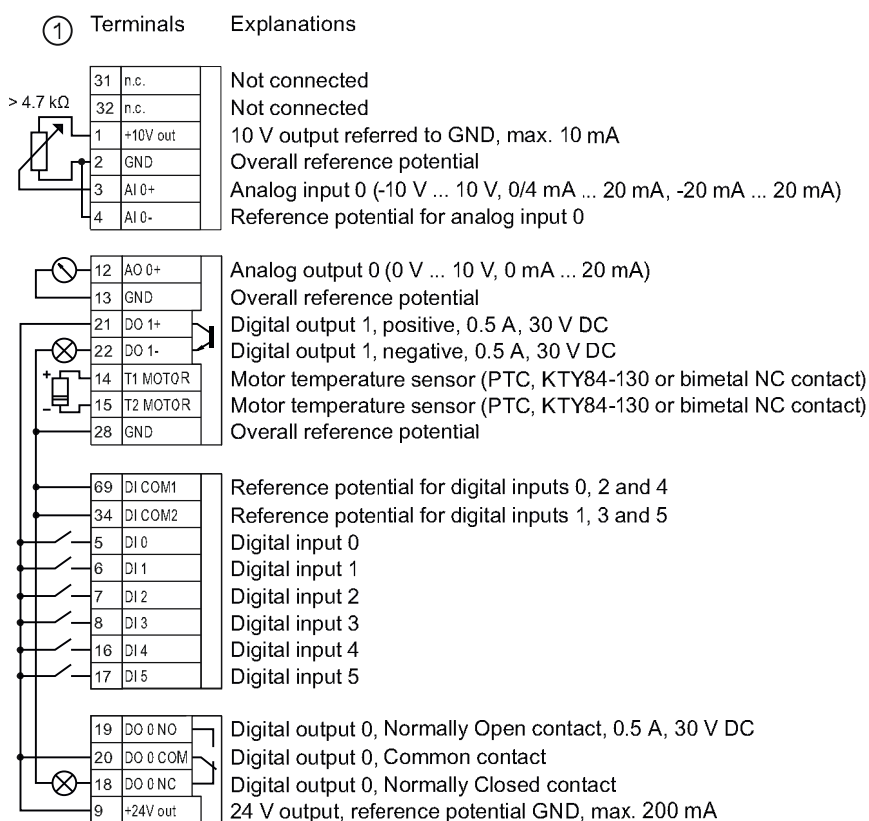 1 Terminals Explanations
31 n.c. Not connected
> 4.7 kΩ
32 n.c. Not connected
1 +10V out 10 V output referred to GND, max. 10 mA
2 GND Overall reference potential
3 AI 0+ Analog input 0 (-10 V ... 10 V, 0/4 mA ... 20 mA, -20 mA ... 20 mA)
4 AI 0- Reference potential for analog input 0
12 AO 0+ Analog output 0 (0 V ... 10 V, 0 mA ... 20 mA)
13 GND Overall reference potential
21 DO 1+ Digital output 1, positive, 0.5 A, 30 V DC
22 DO 1- Digital output 1, negative, 0.5 A, 30 V DC
+ 14 T1 MOTOR Motor temperature sensor (PTC, KTY84-130 or bimetal NC contact)
- 15 T2 MOTOR Motor temperature sensor (PTC, KTY84-130 or bimetal NC contact)
28 GND Overall reference potential
69 DI COM1 Reference potential for digital inputs 0, 2 and 4
34 DI COM2 Reference potential for digital inputs 1, 3 and 5
5 DI 0 Digital input 0
6 DI 1 Digital input 1
7 DI 2 Digital input 2
8 DI 3 Digital input 3
16 DI 4 Digital input 4
17 DI 5 Digital input 5
19 DO 0 NO Digital output 0, Normally Open contact, 0.5 A, 30 V DC
20 DO 0 COM Digital output 0, Common contact
18 DO 0 NC Digital output 0, Normally Closed contact
9 +24V out 24 V output, reference potential GND, max. 200 mA